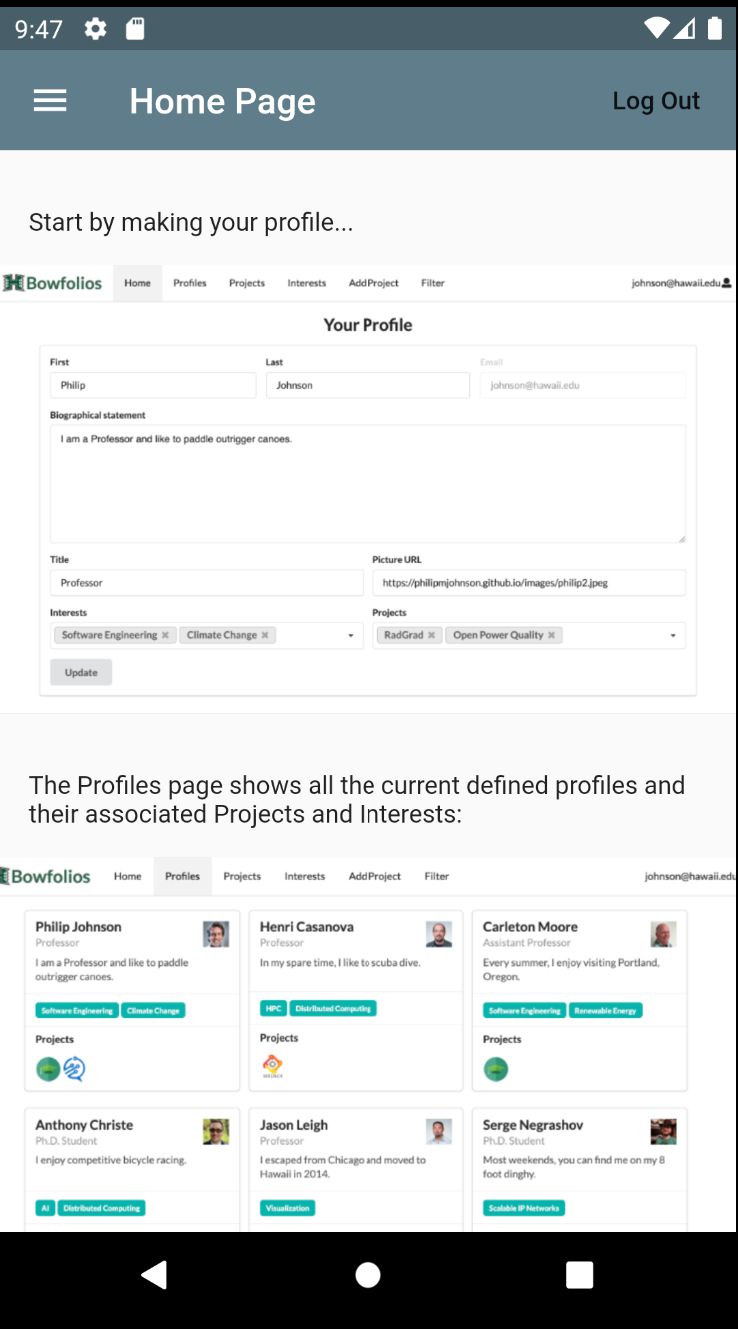 9:47
Home Page Log Out
Start by making your profile...
Bowfolios Home Profiles Projects Interests AddProject Filter johnson@hawaii.edu
Your Profile
First Last Email
Philip Johnson johnson@hawaii.edu
Biographical statement
I am a Professor and like to paddle outrigger canoes.
Title Picture URL
Professor https://philipmjohnson.github.io/images/philip2.jpeg
Interests Projects
Software Engineering Climate Change RadGrad Open Power Quality
Update
The Profiles page shows all the current defined profiles and
their associated Projects and Interests:
Bowfolios Home Profiles Projects Interests AddProject Filter johnson@hawaii.edu
Philip Johnson
Professor
I am a Professor and like to paddle
outrigger canoes.
Software Engineering Climate Change
Projects
Henri Casanova
Professor
In my spare time, I like to scuba dive.
HPC Distributed Computing
Projects
Carleton Moore
Assistant Professor
Every summer, I enjoy visiting Portland,
Oregon.
Software Engineering Renewable Energy
Projects
Anthony Christe
Ph.D. Student
I enjoy competitive bicycle racing.
AI Distributed Computing
Jason Leigh
Professor
I escaped from Chicago and moved to
Hawaii in 2014.
Visualization
Serge Negrashov
Ph.D. Student
Most weekends, you can find me on my 8
foot dinghy.
Scalable IP Networks